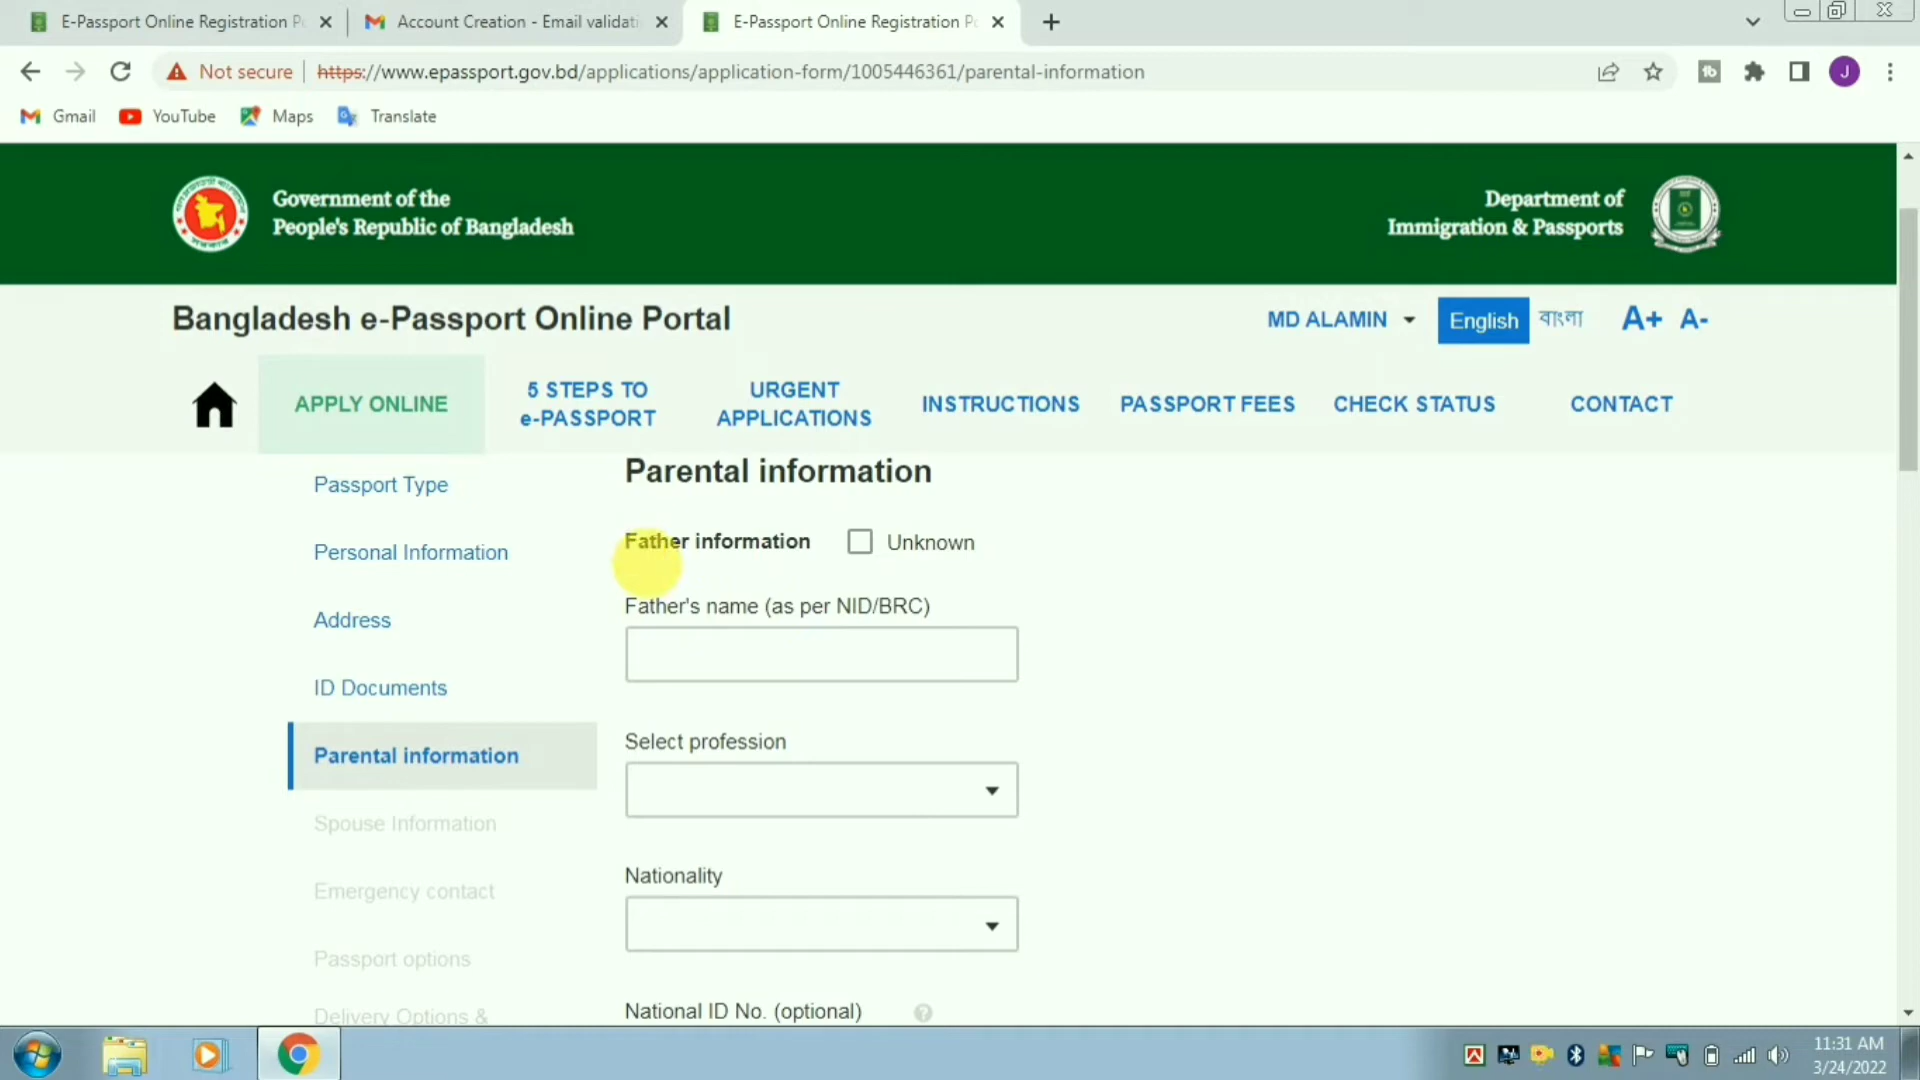 E-Passport Online Registration P
Account Creation - Email validati
E-Passport Online Registration P
Not secure
https://www.epassport.gov.bd/applications/application-form/1005446361/parental-information
J
Gmail
YouTube
Maps
Translate
Government of the
People's Republic of Bangladesh
Department of
Immigration & Passports
Bangladesh e-Passport Online Portal
MD ALAMIN
English
বাংলা
A+
A-
APPLY ONLINE
5 STEPS TO
e-PASSPORT
URGENT
APPLICATIONS
INSTRUCTIONS
PASSPORT FEES
CHECK STATUS
CONTACT
Passport Type
Personal Information
Address
ID Documents
Parental information
Spouse Information
Emergency contact
Passport options
Delivery Options &
Parental information
Father information
Unknown
Father's name (as per NID/BRC)
Select profession
Nationality
National ID No. (optional)
?
11:31 AM
3/24/2022